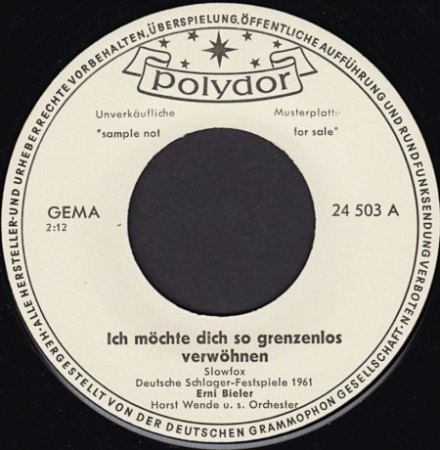 ALLE HERSTELLER-UND URHEBERRECHTE VORBEHALTEN, ÜBERSPIELUNG, ÖFFENTLICHE AUFFÜHRUNG UND RUNDFUNKSENDUNG VERBOTEN
polydor
Unverkäufliche Musterplatte
"sample not for sale"
GEMA 24 503 A
2:12
Ich möchte dich so grenzenlos
verwöhnen
Slowfox
Deutsche Schlager-Festspiele 1961
Erni Bieler
Horst Wende u. s. Orchester
HERGESTELLT VON DER DEUTSCHEN GRAMMOPHON GESELLSCHAFT